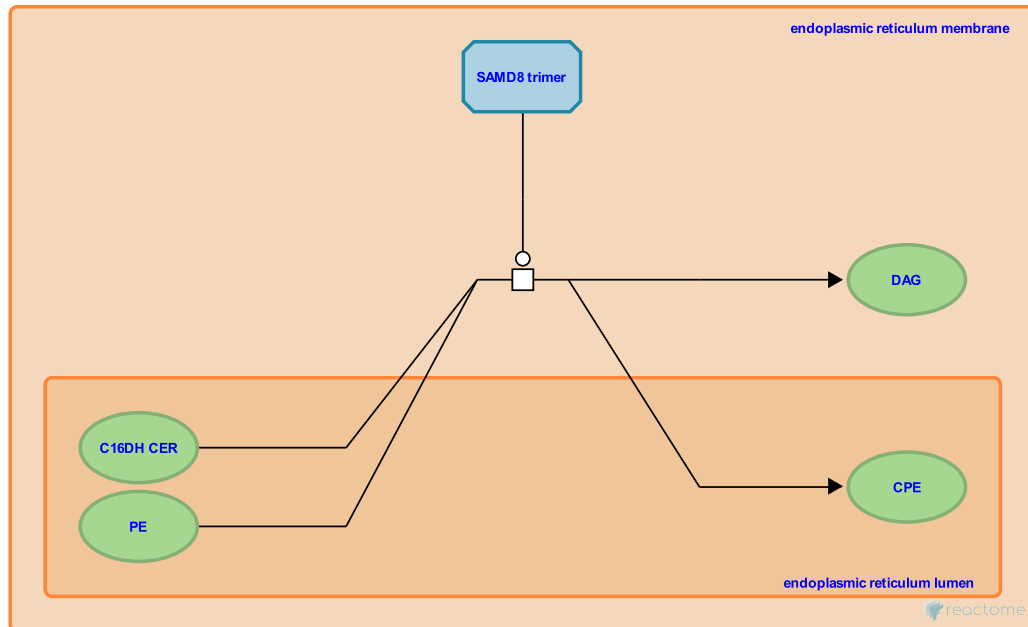 endoplasmic reticulum membrane
SAMD8 trimer
DAG
C16DH CER
PE
CPE
endoplasmic reticulum lumen
reactome